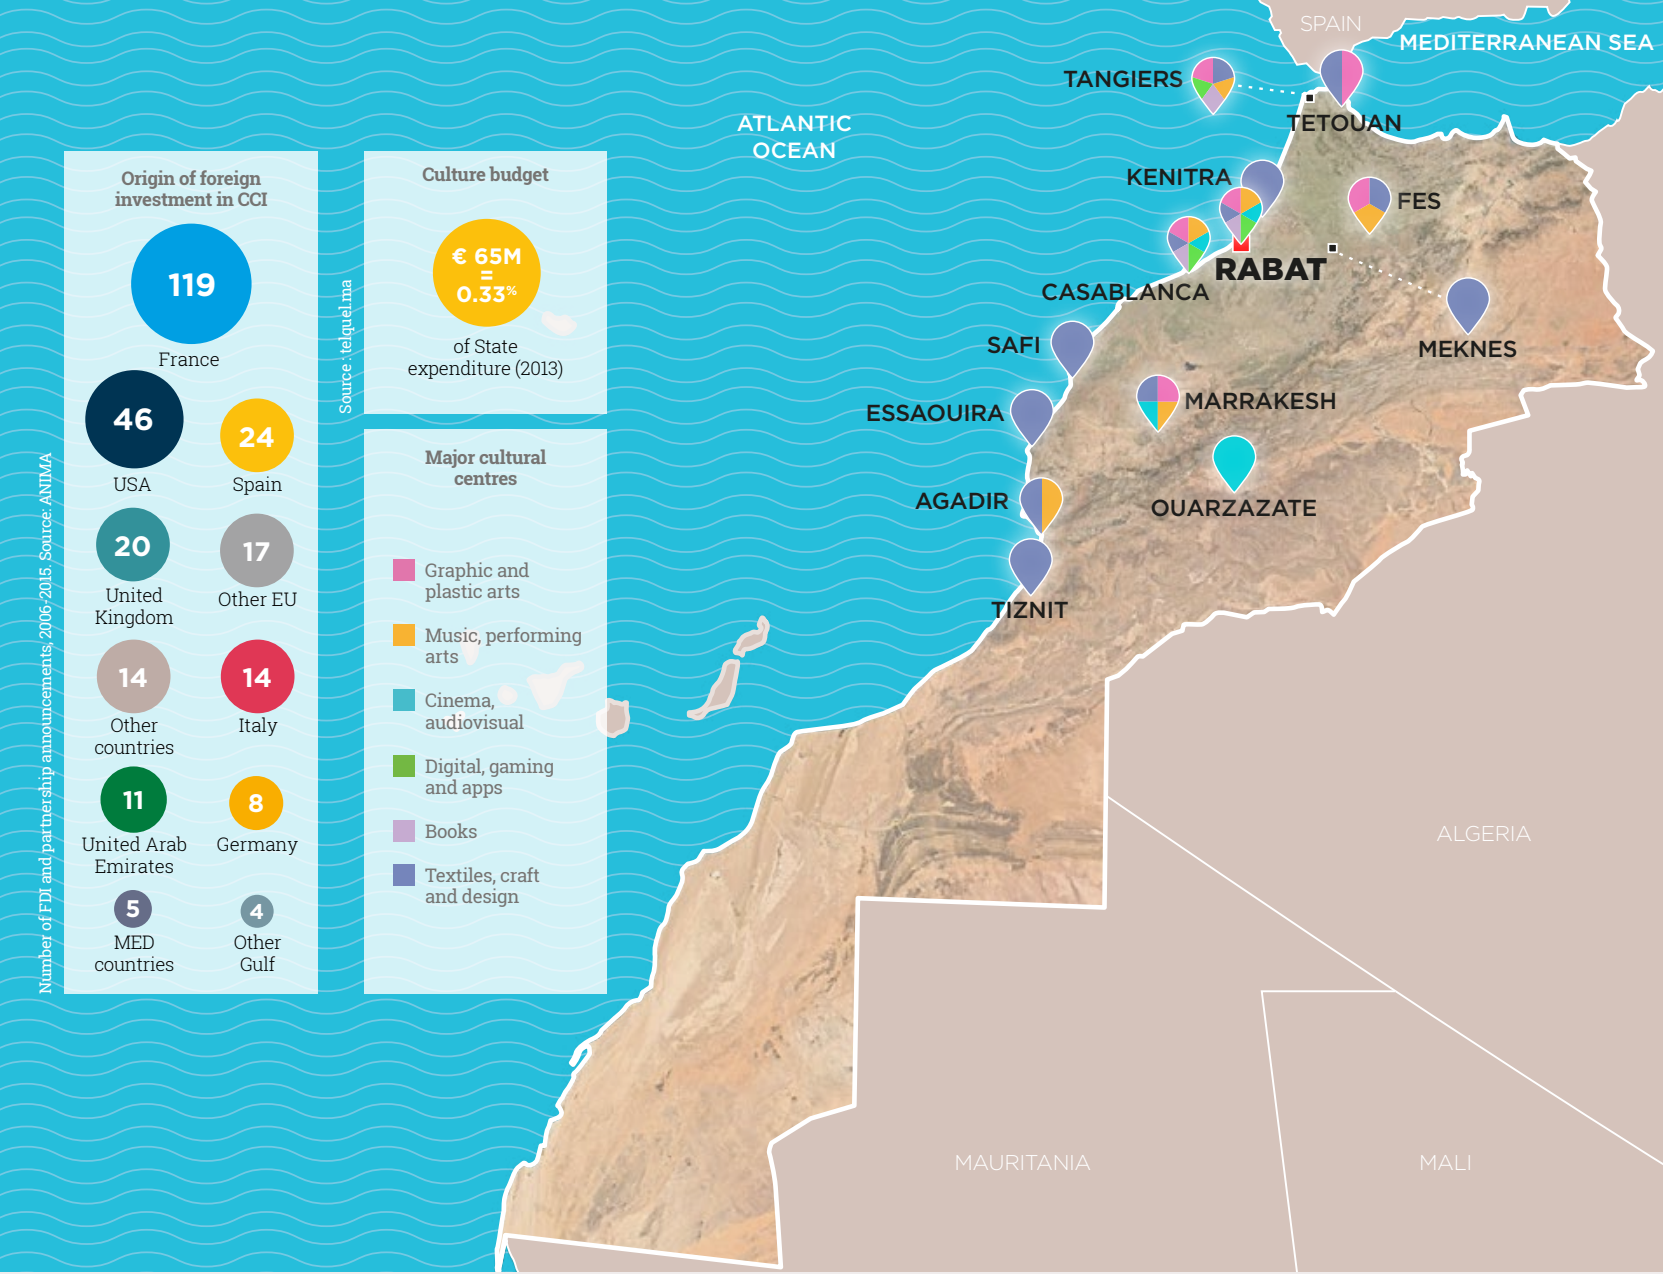 Number of FDI and partnership announcements, 2006-2015. Source: ANIMA
Origin of foreign
investment in CCI
119
France
46
USA
24
Spain
20
United
Kingdom
17
Other EU
14
Other
countries
14
Italy
11
United Arab
Emirates
8
Germany
5
MED
countries
4
Other
Gulf
Source : telquel.ma
Culture budget
€ 65M
=
0.33%
of State
expenditure (2013)
Major cultural
centres
Graphic and
plastic arts
Music, performing
arts
Cinema,
audiovisual
Digital, gaming
and apps
Books
Textiles, craft
and design
SPAIN
MEDITERRANEAN SEA
ATLANTIC
OCEAN
TANGIERS
TETOUAN
KENITRA
FES
RABAT
CASABLANCA
SAFI
MEKNES
ESSAOUIRA
MARRAKESH
AGADIR
OUARZAZATE
TIZNIT
ALGERIA
MAURITANIA
MALI